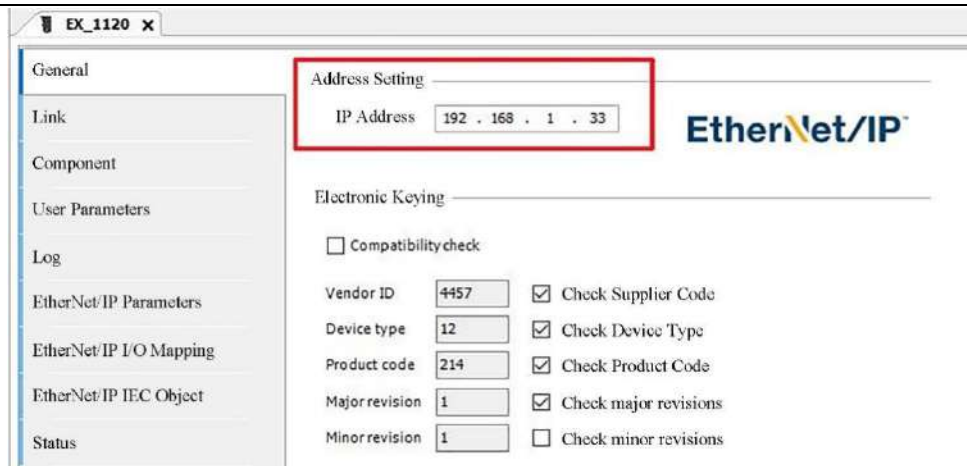 EX_1120 x
General
Link
Component
User Parameters
Log
EtherNet/IP Parameters
EtherNet/IP I/O Mapping
EtherNet/IP IEC Object
Status
Address Setting
IP Address 192 . 168 . 1 . 33
EtherNet/IP™
Electronic Keying
Compatibility check
Vendor ID 4457 Check Supplier Code
Device type 12 Check Device Type
Product code 214 Check Product Code
Major revision 1 Check major revisions
Minor revision 1 Check minor revisions